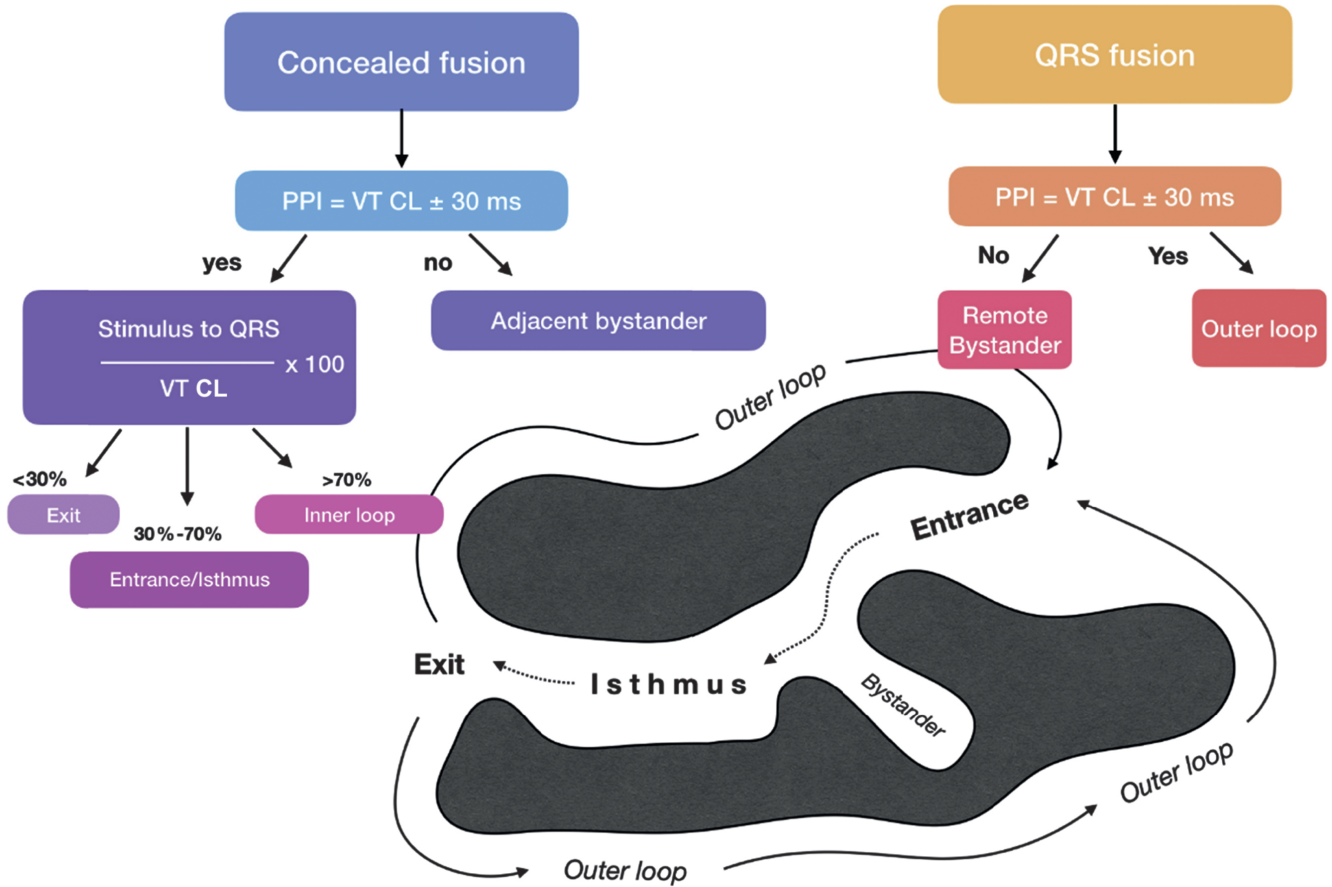 Concealed fusion
PPI = VT CL ± 30 ms
yes
no
Stimulus to QRS
x 100
VT CL
Adjacent bystander
<30%
Exit
30%-70%
Entrance/Isthmus
>70%
Inner loop
QRS fusion
PPI = VT CL ± 30 ms
No
Yes
Remote
Bystander
Outer loop
Outer loop
Entrance
Exit
Isthmus
Bystander
Outer loop
Outer loop